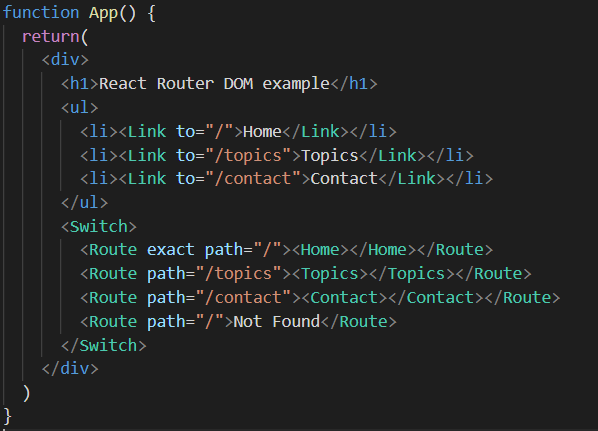 function App() {
  return(
    <div>
      <h1>React Router DOM example</h1>
      <ul>
        <li><Link to="/">Home</Link></li>
        <li><Link to="/topics">Topics</Link></li>
        <li><Link to="/contact">Contact</Link></li>
      </ul>
      <Switch>
        <Route exact path="/"><Home></Home></Route>
        <Route path="/topics"><Topics></Topics></Route>
        <Route path="/contact"><Contact></Contact></Route>
        <Route path="/">Not Found</Route>
      </Switch>
    </div>
  )
}